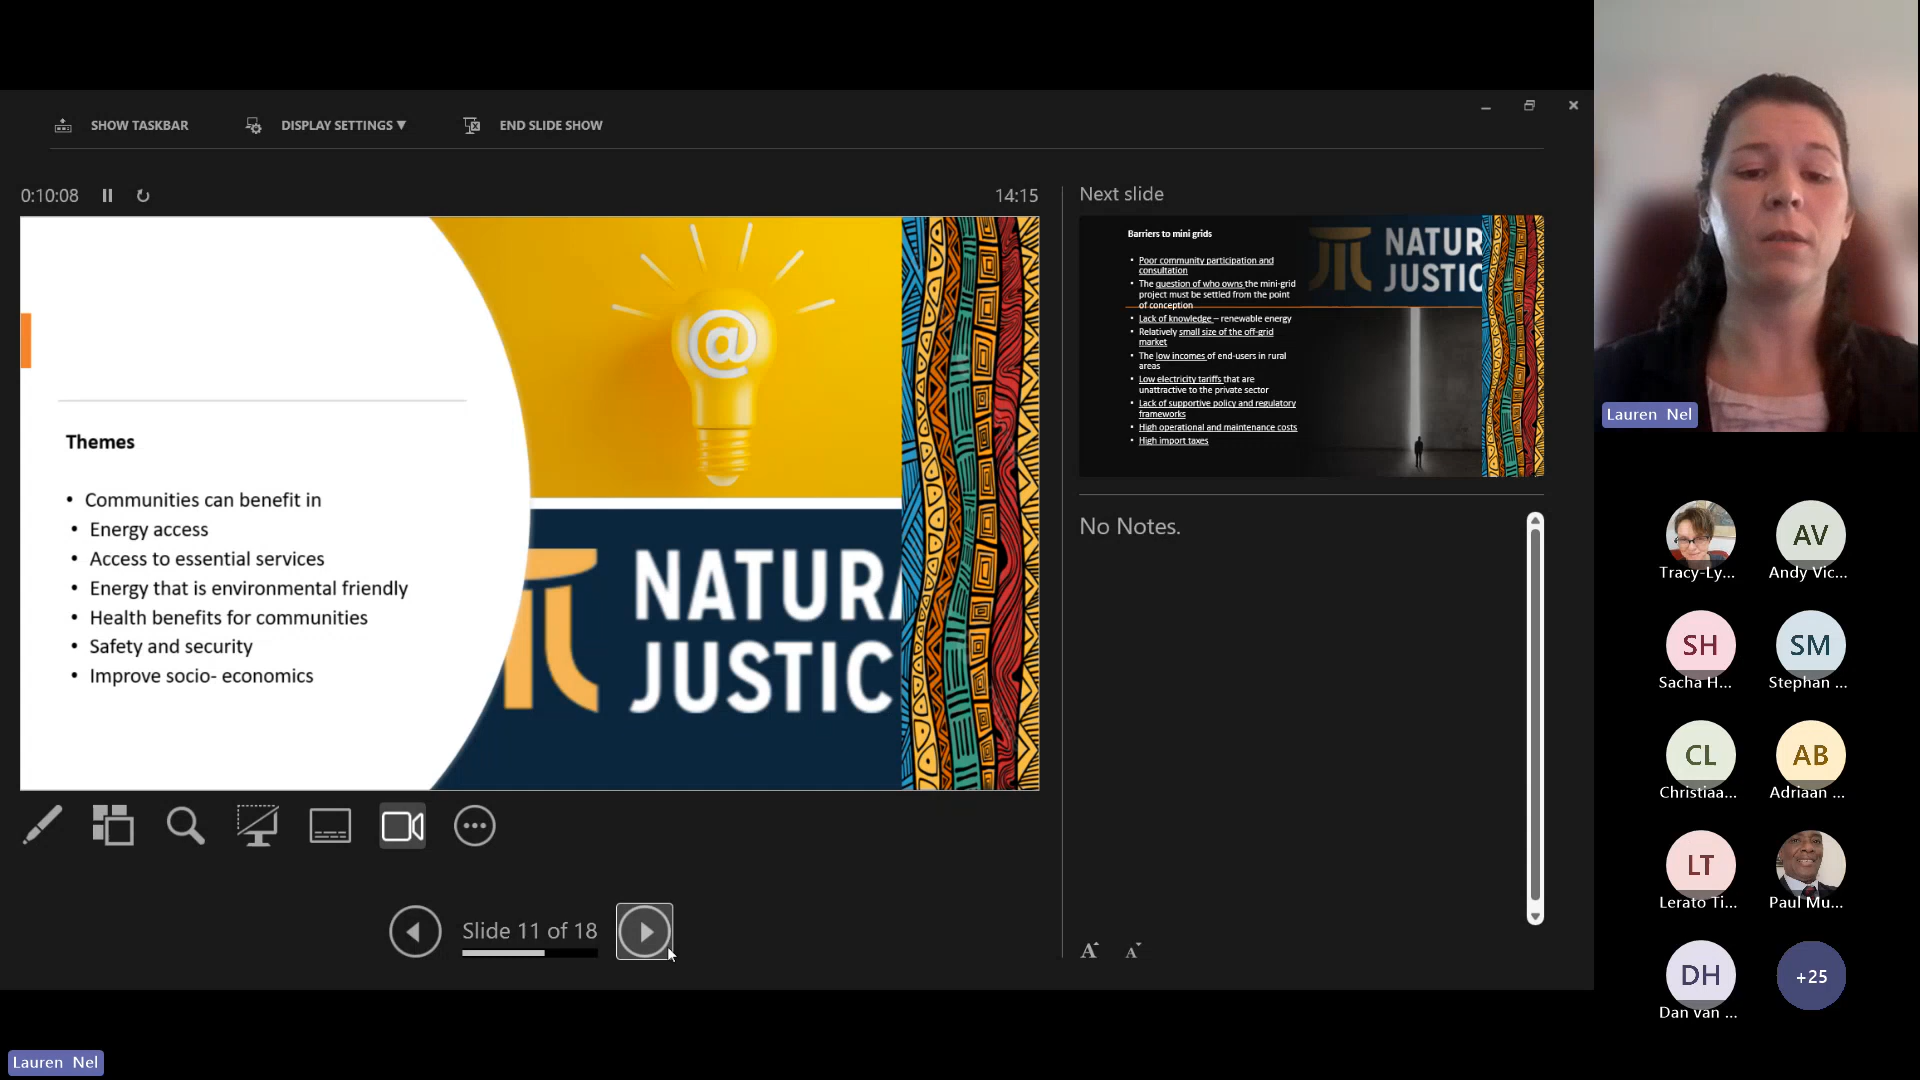 SHOW TASKBAR
DISPLAY SETTINGS ▼
END SLIDE SHOW
0:10:08
14:15
@
NATURA
JUSTIC
Themes
• Communities can benefit in
• Energy access
• Access to essential services
• Energy that is environmental friendly
• Health benefits for communities
• Safety and security
• Improve socio- economics
Slide 11 of 18
Next slide
Barriers to mini grids
• Poor community participation and
consultation
• The question of who owns the mini-grid
project must be settled from the point
of conception
• Lack of knowledge – renewable energy
• Relatively small size of the off-grid
market
• The low incomes of end-users in rural
areas
• Low electricity tariffs that are
unattractive to the private sector
• Lack of supportive policy and regulatory
frameworks
• High operational and maintenance costs
• High import taxes
NATUR
JUSTIC
No Notes.
A A
Lauren Nel
Tracy-Ly...
AV
Andy Vic...
SH
Sacha H...
SM
Stephan ...
CL
Christiaa...
AB
Adriaan ...
LT
Lerato Ti...
Paul Mu...
DH
Dan van ...
+25
Lauren Nel